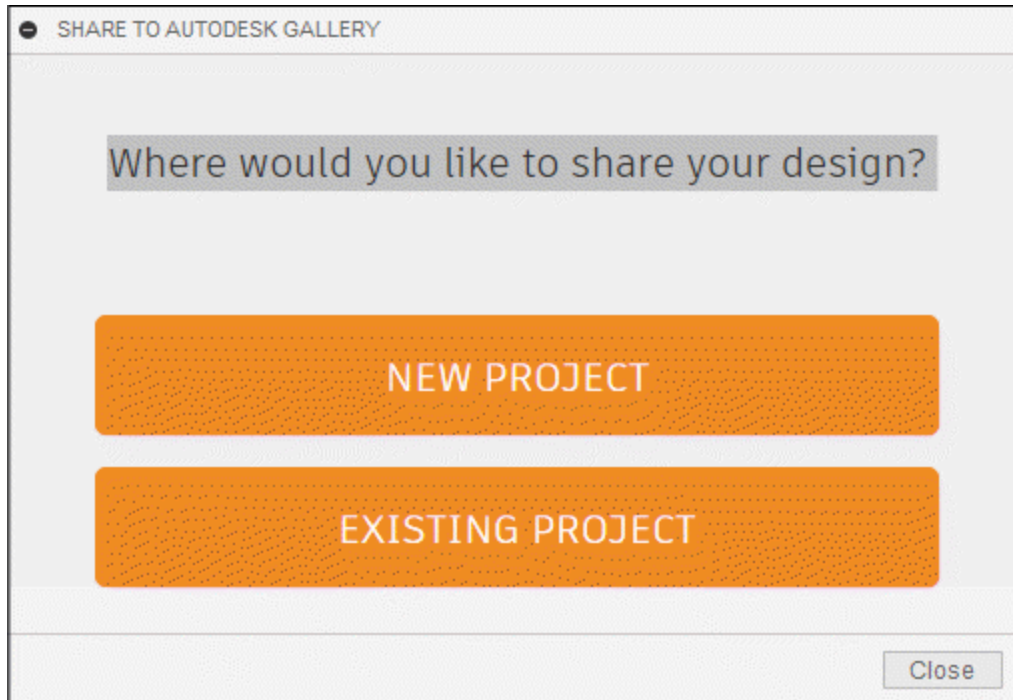 SHARE TO AUTODESK GALLERY
Where would you like to share your design?
NEW PROJECT
EXISTING PROJECT
Close